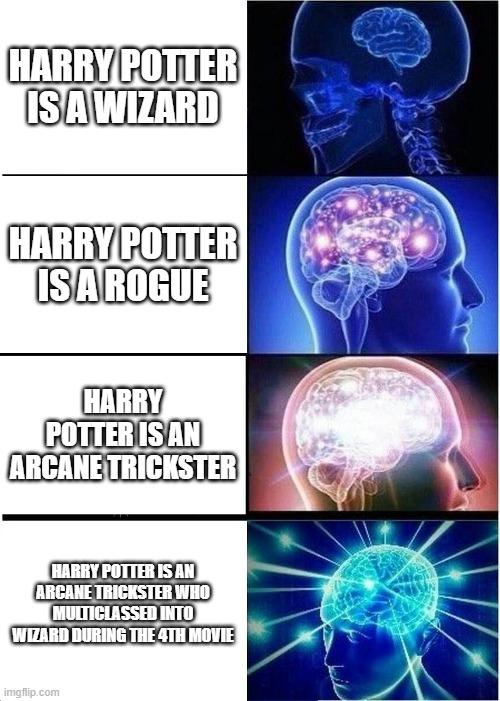 HARRY POTTER
IS A WIZARD
HARRY POTTER
IS A ROGUE
HARRY
POTTER IS AN
ARCANE TRICKSTER
HARRY POTTER IS AN
ARCANE TRICKSTER WHO
MULTICLASSED INTO
WIZARD DURING THE 4TH MOVIE
imgflip.com